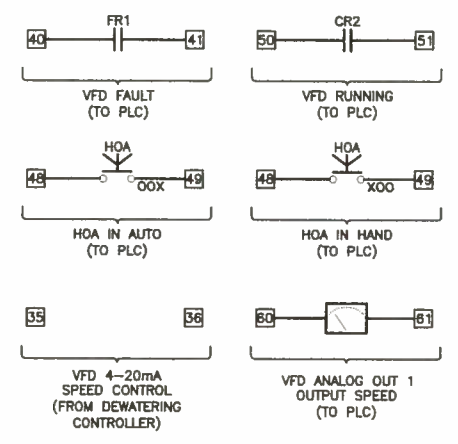 FR1
40 41
VFD FAULT
(TO PLC)
CR2
50 51
VFD RUNNING
(TO PLC)
HOA
48 49
OOX
HOA IN AUTO
(TO PLC)
HOA
48 49
XOO
HOA IN HAND
(TO PLC)
35 36
VFD 4-20mA
SPEED CONTROL
(FROM DEWATERING
CONTROLLER)
60 61
VFD ANALOG OUT 1
OUTPUT SPEED
(TO PLC)